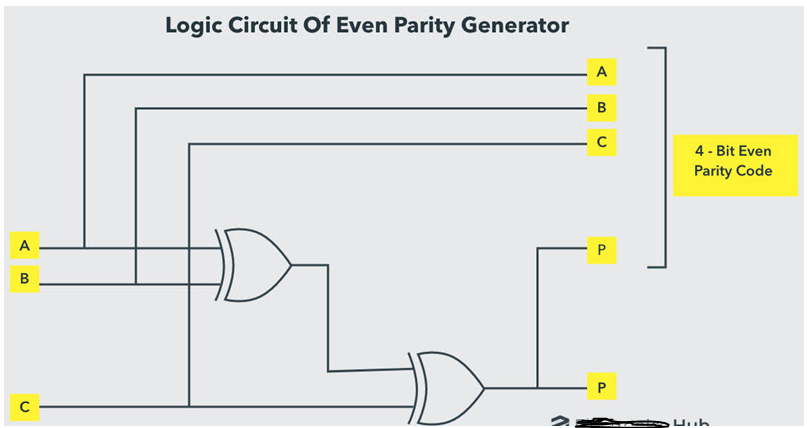 Logic Circuit Of Even Parity Generator
A
B
C
4 - Bit Even
Parity Code
A
B
P
P
C
Hub